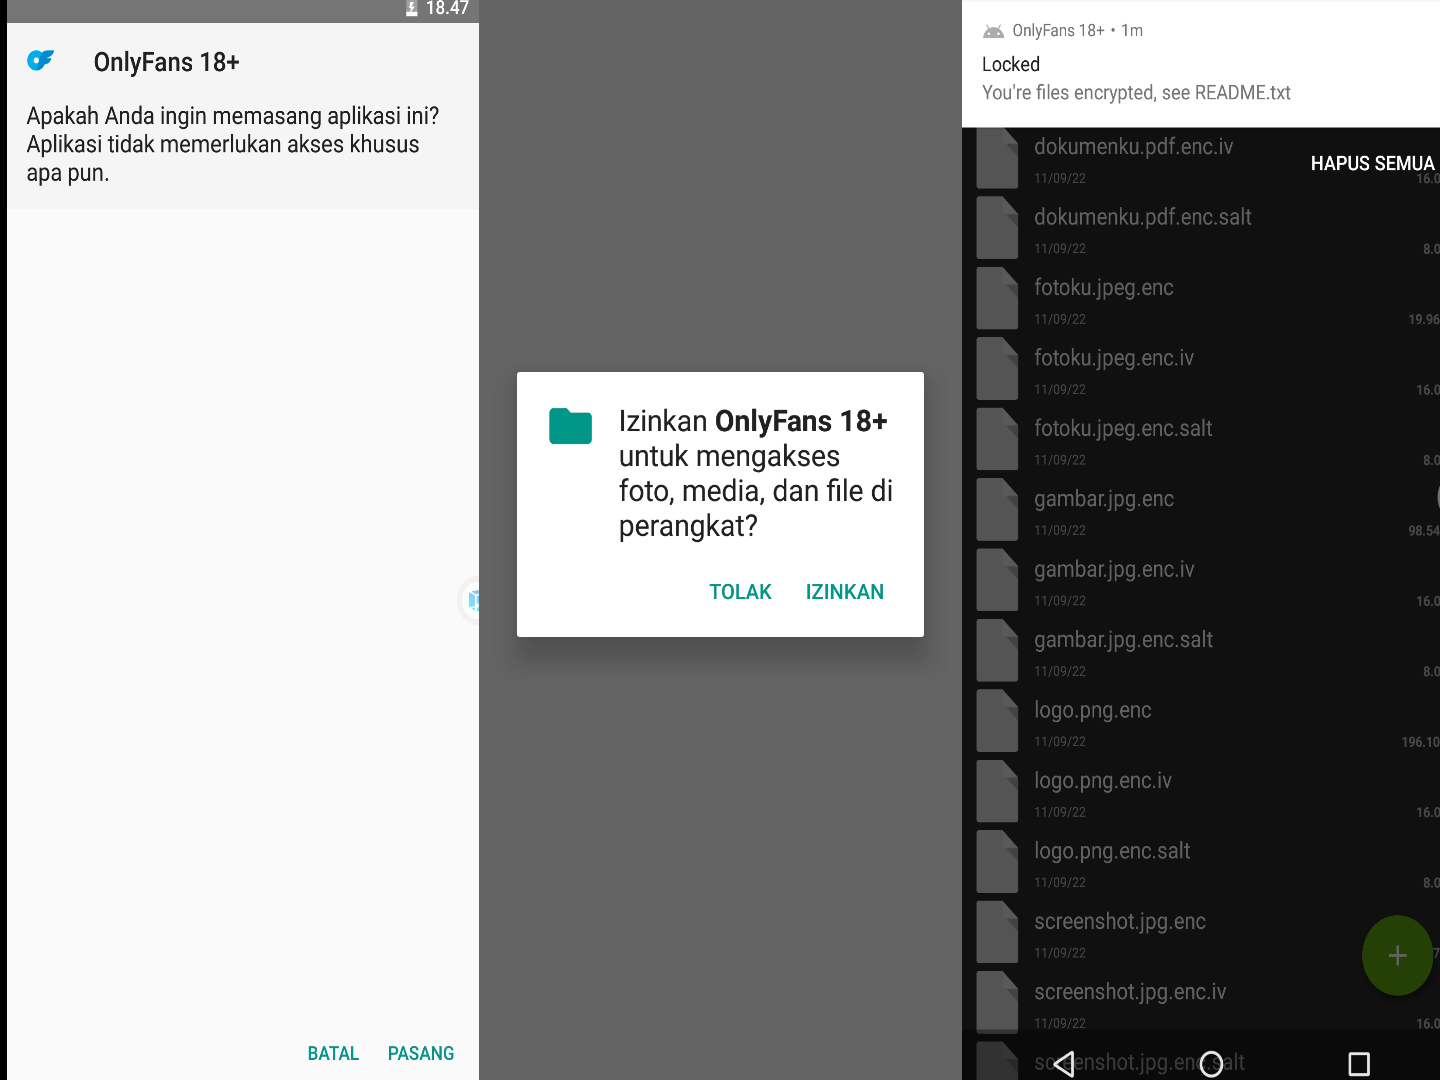 18.47
OnlyFans 18+
Apakah Anda ingin memasang aplikasi ini?
Aplikasi tidak memerlukan akses khusus
apa pun.
BATAL PASANG
Izinkan OnlyFans 18+
untuk mengakses
foto, media, dan file di
perangkat?
TOLAK IZINKAN
OnlyFans 18+ • 1m
Locked
You're files encrypted, see README.txt
HAPUS SEMUA
dokumenku.pdf.enc.iv
11/09/22 16.0
dokumenku.pdf.enc.salt
11/09/22 8.0
fotoku.jpeg.enc
11/09/22 19.96
fotoku.jpeg.enc.iv
11/09/22 16.0
fotoku.jpeg.enc.salt
11/09/22 8.0
gambar.jpg.enc
11/09/22 98.54
gambar.jpg.enc.iv
11/09/22 16.0
gambar.jpg.enc.salt
11/09/22 8.0
logo.png.enc
11/09/22 196.10
logo.png.enc.iv
11/09/22 16.0
logo.png.enc.salt
11/09/22 8.0
screenshot.jpg.enc
11/09/22 7
screenshot.jpg.enc.iv
11/09/22 16.0
screenshot.jpg.enc.salt